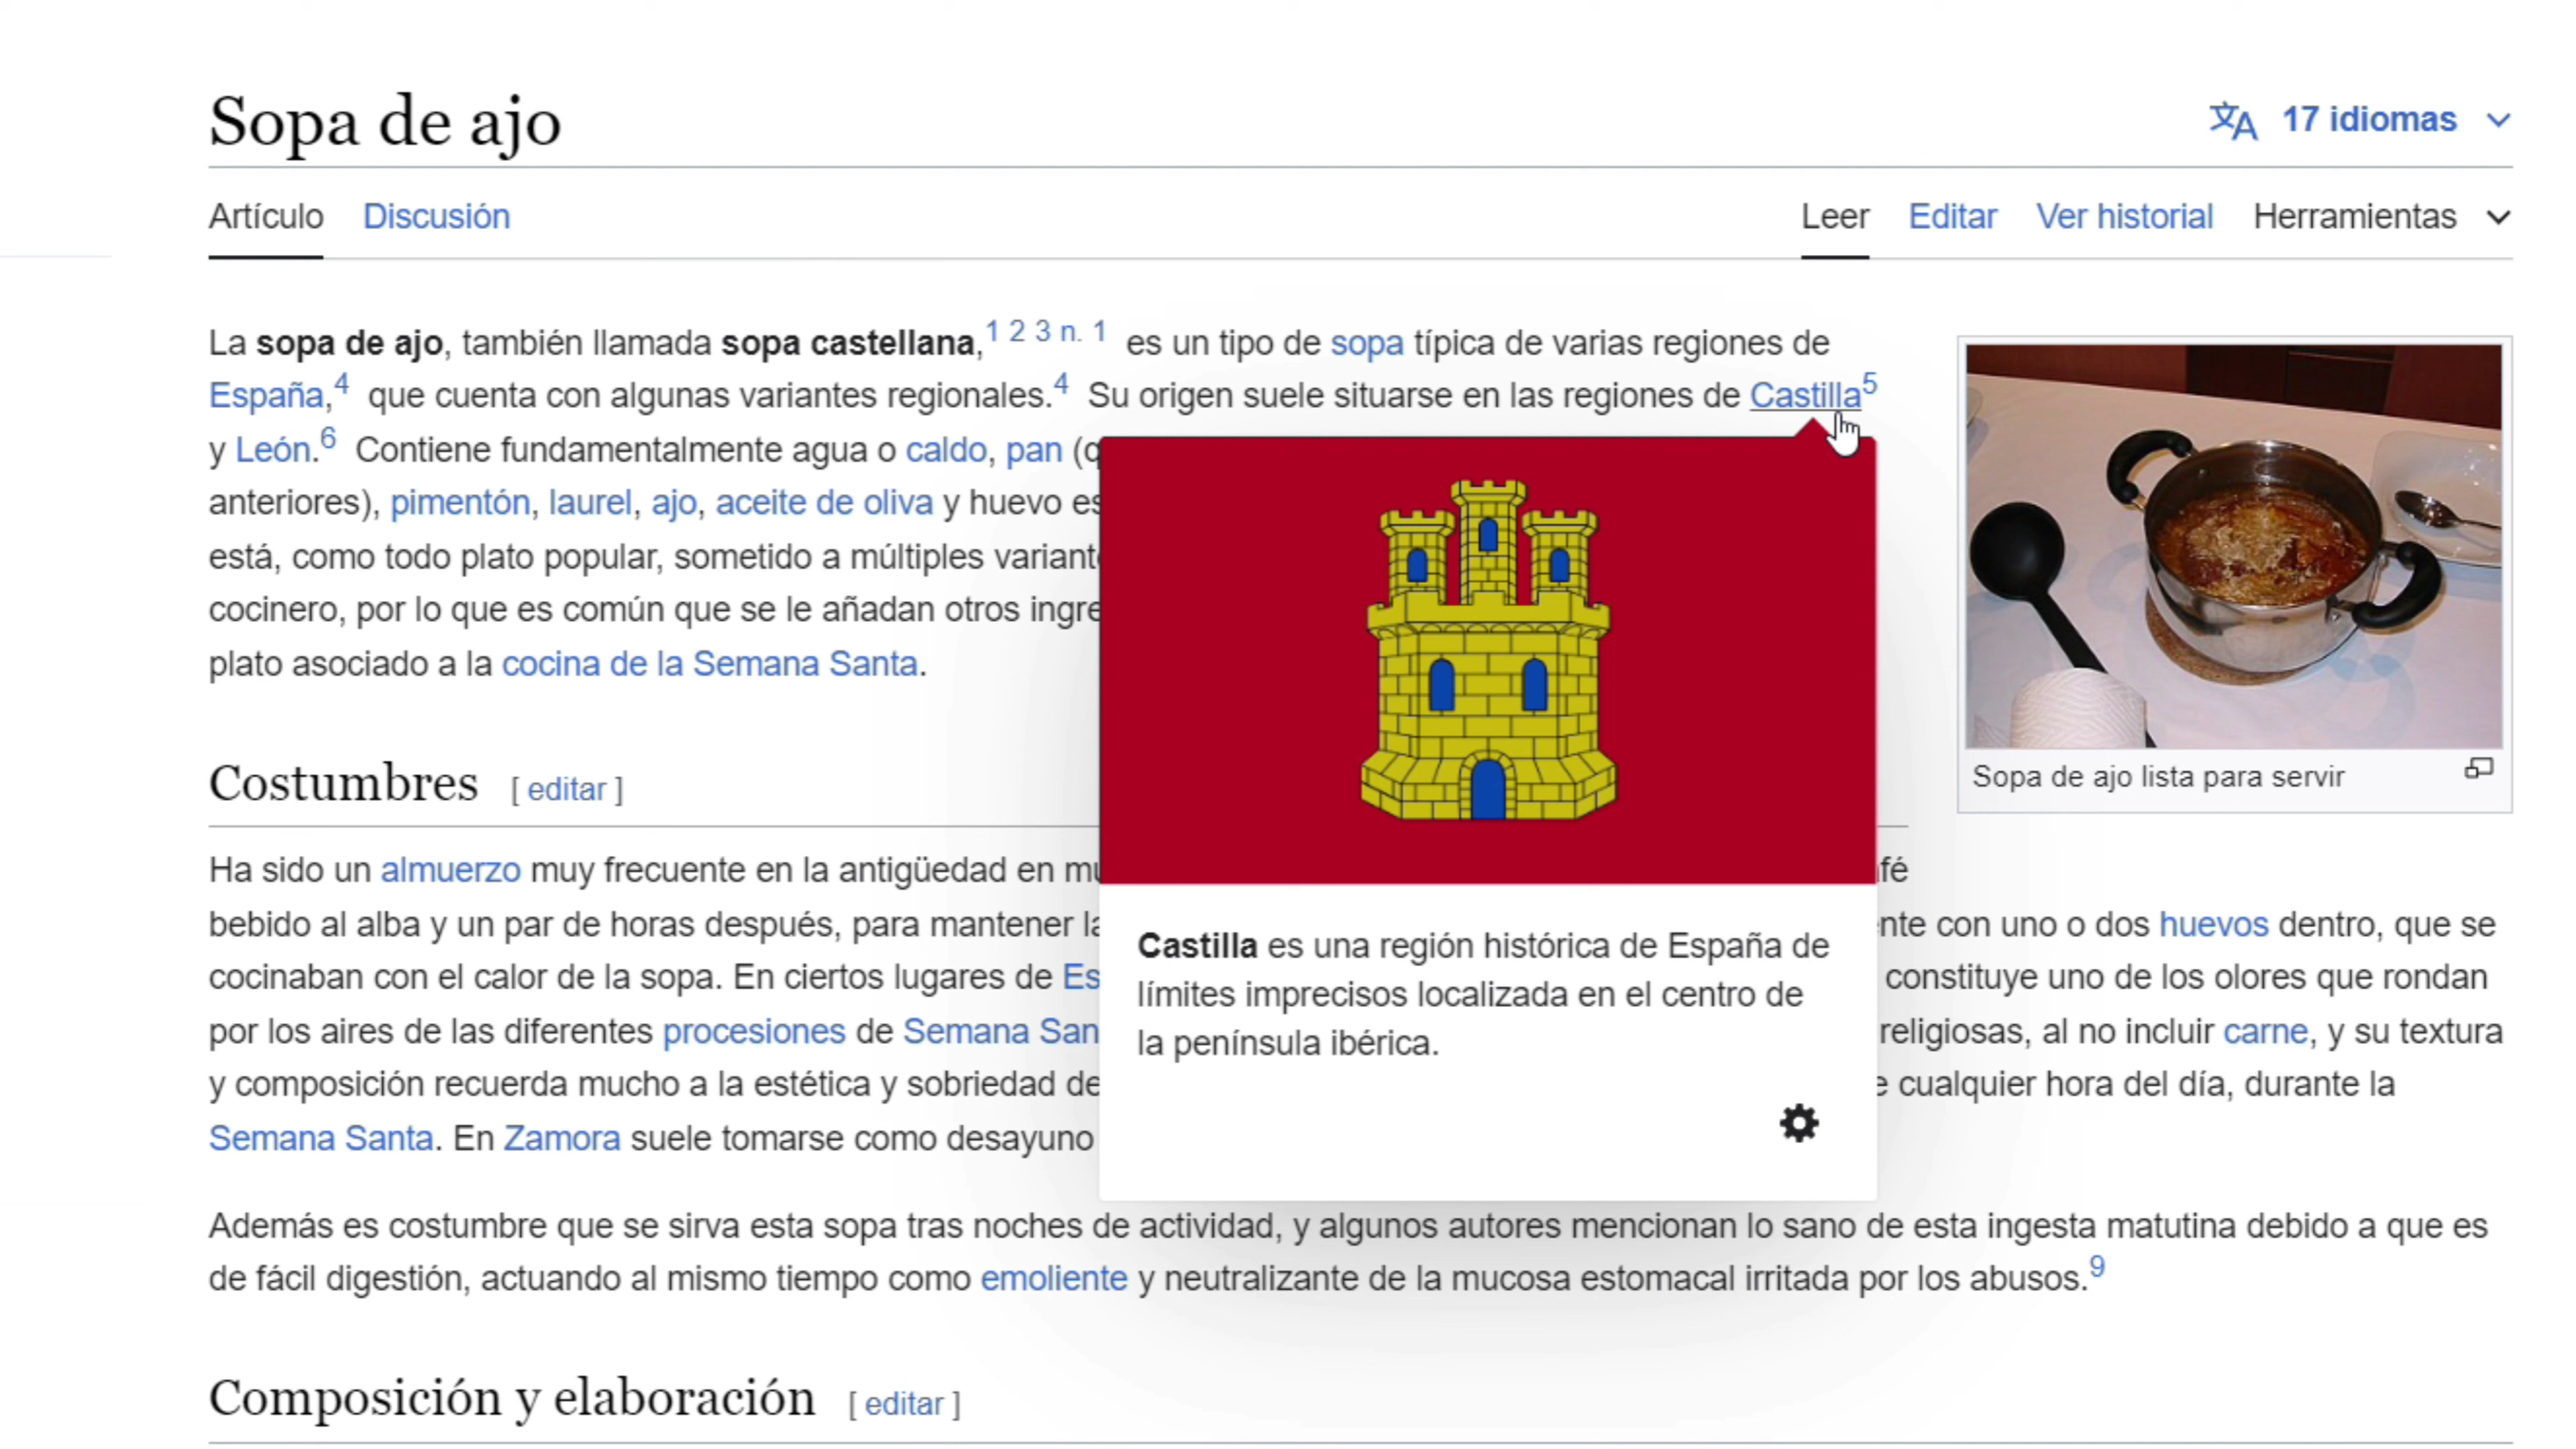 Sopa de ajo
17 idiomas
Artículo Discusión Leer Editar Ver historial Herramientas
La sopa de ajo, también llamada sopa castellana,1 2 3 n. 1 es un tipo de sopa típica de varias regiones de
España,4 que cuenta con algunas variantes regionales.4 Su origen suele situarse en las regiones de Castilla5
y León.6 Contiene fundamentalmente agua o caldo, pan
anteriores), pimentón, laurel, ajo, aceite de oliva y huevo
está, como todo plato popular, sometido a múltiples
cocinero, por lo que es común que se le añadan otros
plato asociado a la cocina de la Semana Santa.
Sopa de ajo lista para servir
Costumbres [ editar ]
Ha sido un almuerzo muy frecuente en la antigüedad en
bebido al alba y un par de horas después, para mantener
cocinaban con el calor de la sopa. En ciertos lugares de
por los aires de las diferentes procesiones de Semana
y composición recuerda mucho a la estética y sobriedad
Semana Santa. En Zamora suele tomarse como desayuno
con uno o dos huevos dentro, que se
constituye uno de los olores que rondan
religiosas, al no incluir carne, y su textura
cualquier hora del día, durante la
Castilla es una región histórica de España de
límites imprecisos localizada en el centro de
la península ibérica.
Además es costumbre que se sirva esta sopa tras noches de actividad, y algunos autores mencionan lo sano de esta ingesta matutina debido a que es
de fácil digestión, actuando al mismo tiempo como emoliente y neutralizante de la mucosa estomacal irritada por los abusos.9
Composición y elaboración [ editar ]